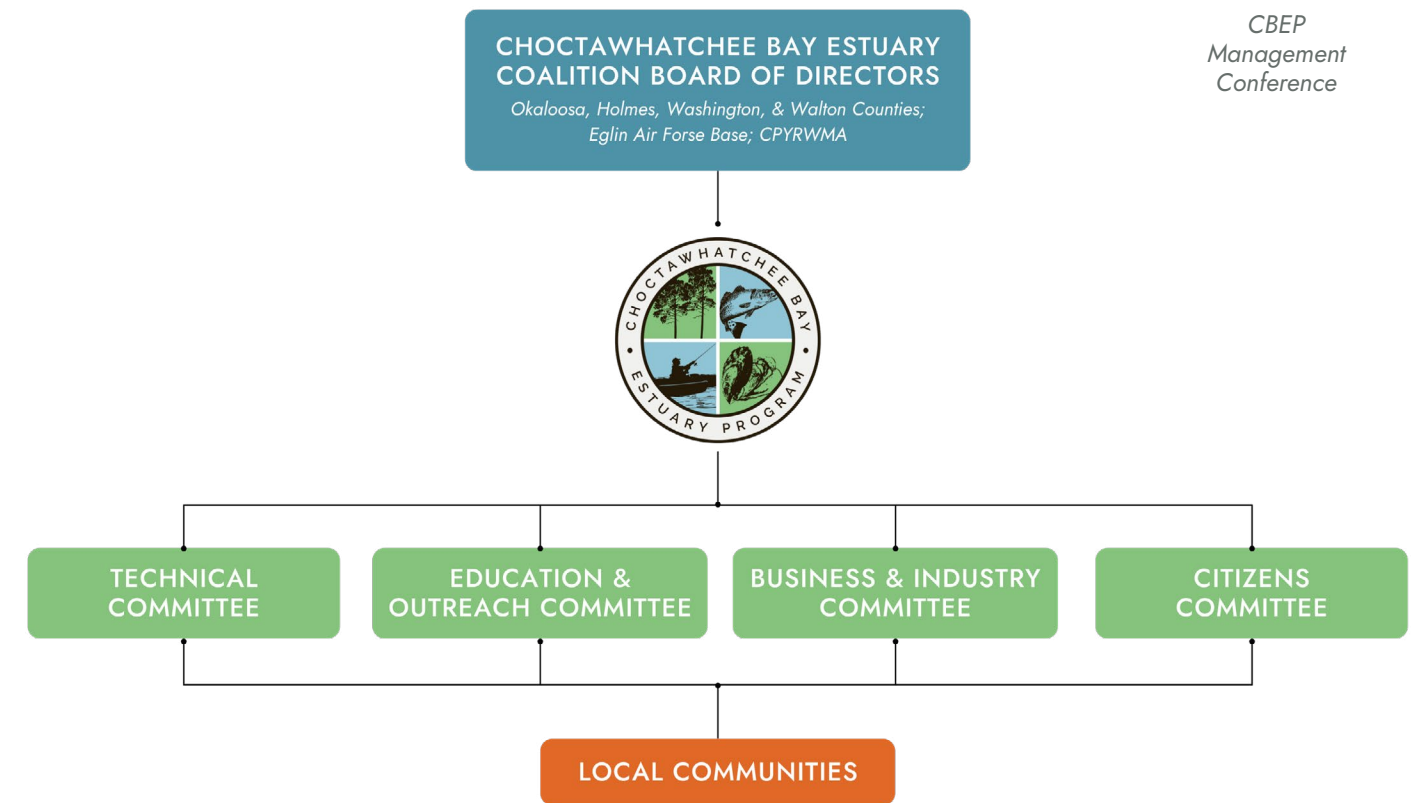 CBEP
Management
Conference
CHOCTAWHATCHEE BAY ESTUARY
COALITION BOARD OF DIRECTORS
Okaloosa, Holmes, Washington, & Walton Counties;
Eglin Air Forse Base; CPYRWMA
CHOCTAWHATCHEE BAY
• ESTUARY PROGRAM •
TECHNICAL
COMMITTEE
EDUCATION &
OUTREACH COMMITTEE
BUSINESS & INDUSTRY
COMMITTEE
CITIZENS
COMMITTEE
LOCAL COMMUNITIES